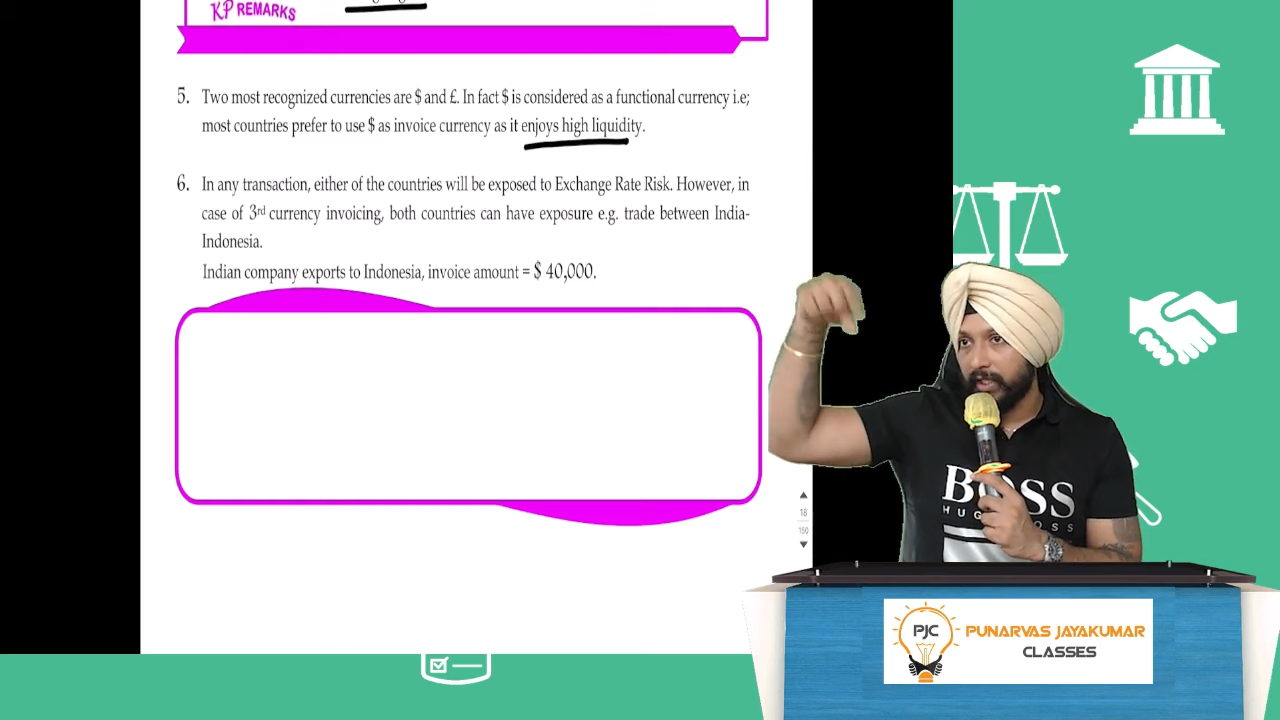 KP REMARKS
5. Two most recognized currencies are $ and £. In fact $ is considered as a functional currency i.e;
most countries prefer to use $ as invoice currency as it enjoys high liquidity.
6. In any transaction, either of the countries will be exposed to Exchange Rate Risk. However, in
case of 3rd currency invoicing, both countries can have exposure e.g. trade between India-
Indonesia.
Indian company exports to Indonesia, invoice amount = $ 40,000.
18
150
BOSS
PJC
PUNARVAS JAYAKUMAR
CLASSES